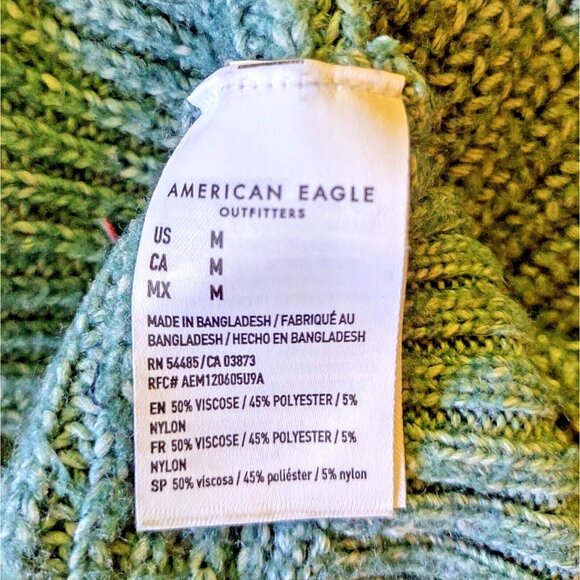 AMERICAN EAGLE
OUTFITTERS
US M
CA M
MX M
MADE IN BANGLADESH / FABRIQUÉ AU
BANGLADESH / HECHO EN BANGLADESH
RN 54485/CA 03873
RFC# AEM120605U9A
EN 50% VISCOSE / 45% POLYESTER / 5%
NYLON
FR 50% VISCOSE / 45% POLYESTER / 5%
NYLON
SP 50% viscosa / 45% poliéster / 5% nylon